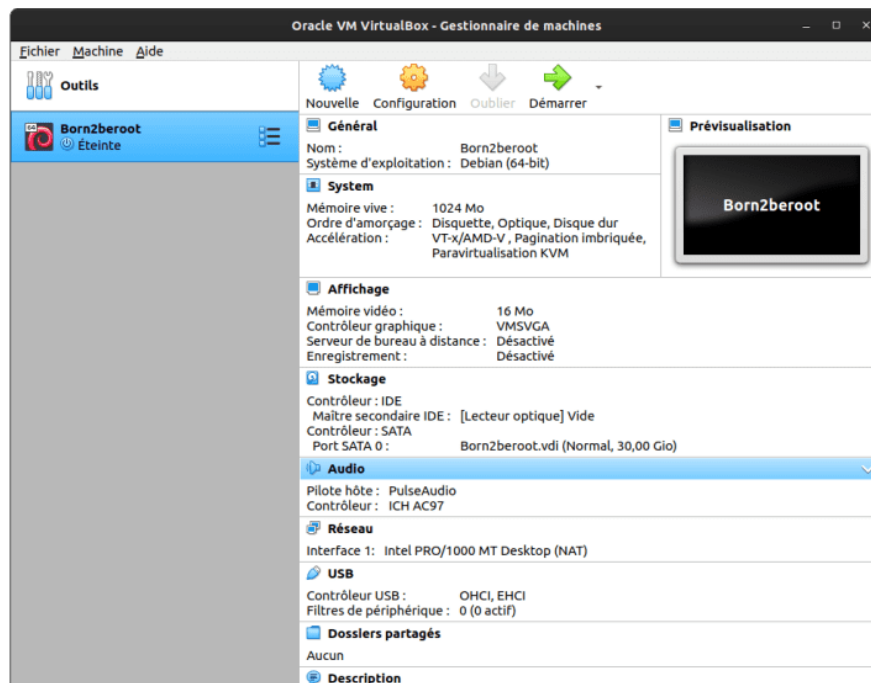 Oracle VM VirtualBox - Gestionnaire de machines
Fichier Machine Aide
Outils
Nouvelle Configuration Oublier Démarrer
64
Born2beroot
Éteinte
Général
Nom : Born2beroot
Système d'exploitation : Debian (64-bit)
Prévisualisation
Born2beroot
System
Mémoire vive : 1024 Mo
Ordre d'amorçage : Disquette, Optique, Disque dur
Accélération : VT-x/AMD-V , Pagination imbriquée,
Paravirtualisation KVM
Affichage
Mémoire vidéo : 16 Mo
Contrôleur graphique : VMSVGA
Serveur de bureau à distance : Désactivé
Enregistrement : Désactivé
Stockage
Contrôleur : IDE
Maître secondaire IDE : [Lecteur optique] Vide
Contrôleur : SATA
Port SATA 0 : Born2beroot.vdi (Normal, 30,00 Gio)
Audio
Pilote hôte : PulseAudio
Contrôleur : ICH AC97
Réseau
Interface 1: Intel PRO/1000 MT Desktop (NAT)
USB
Contrôleur USB : OHCI, EHCI
Filtres de périphérique : 0 (0 actif)
Dossiers partagés
Aucun
Description